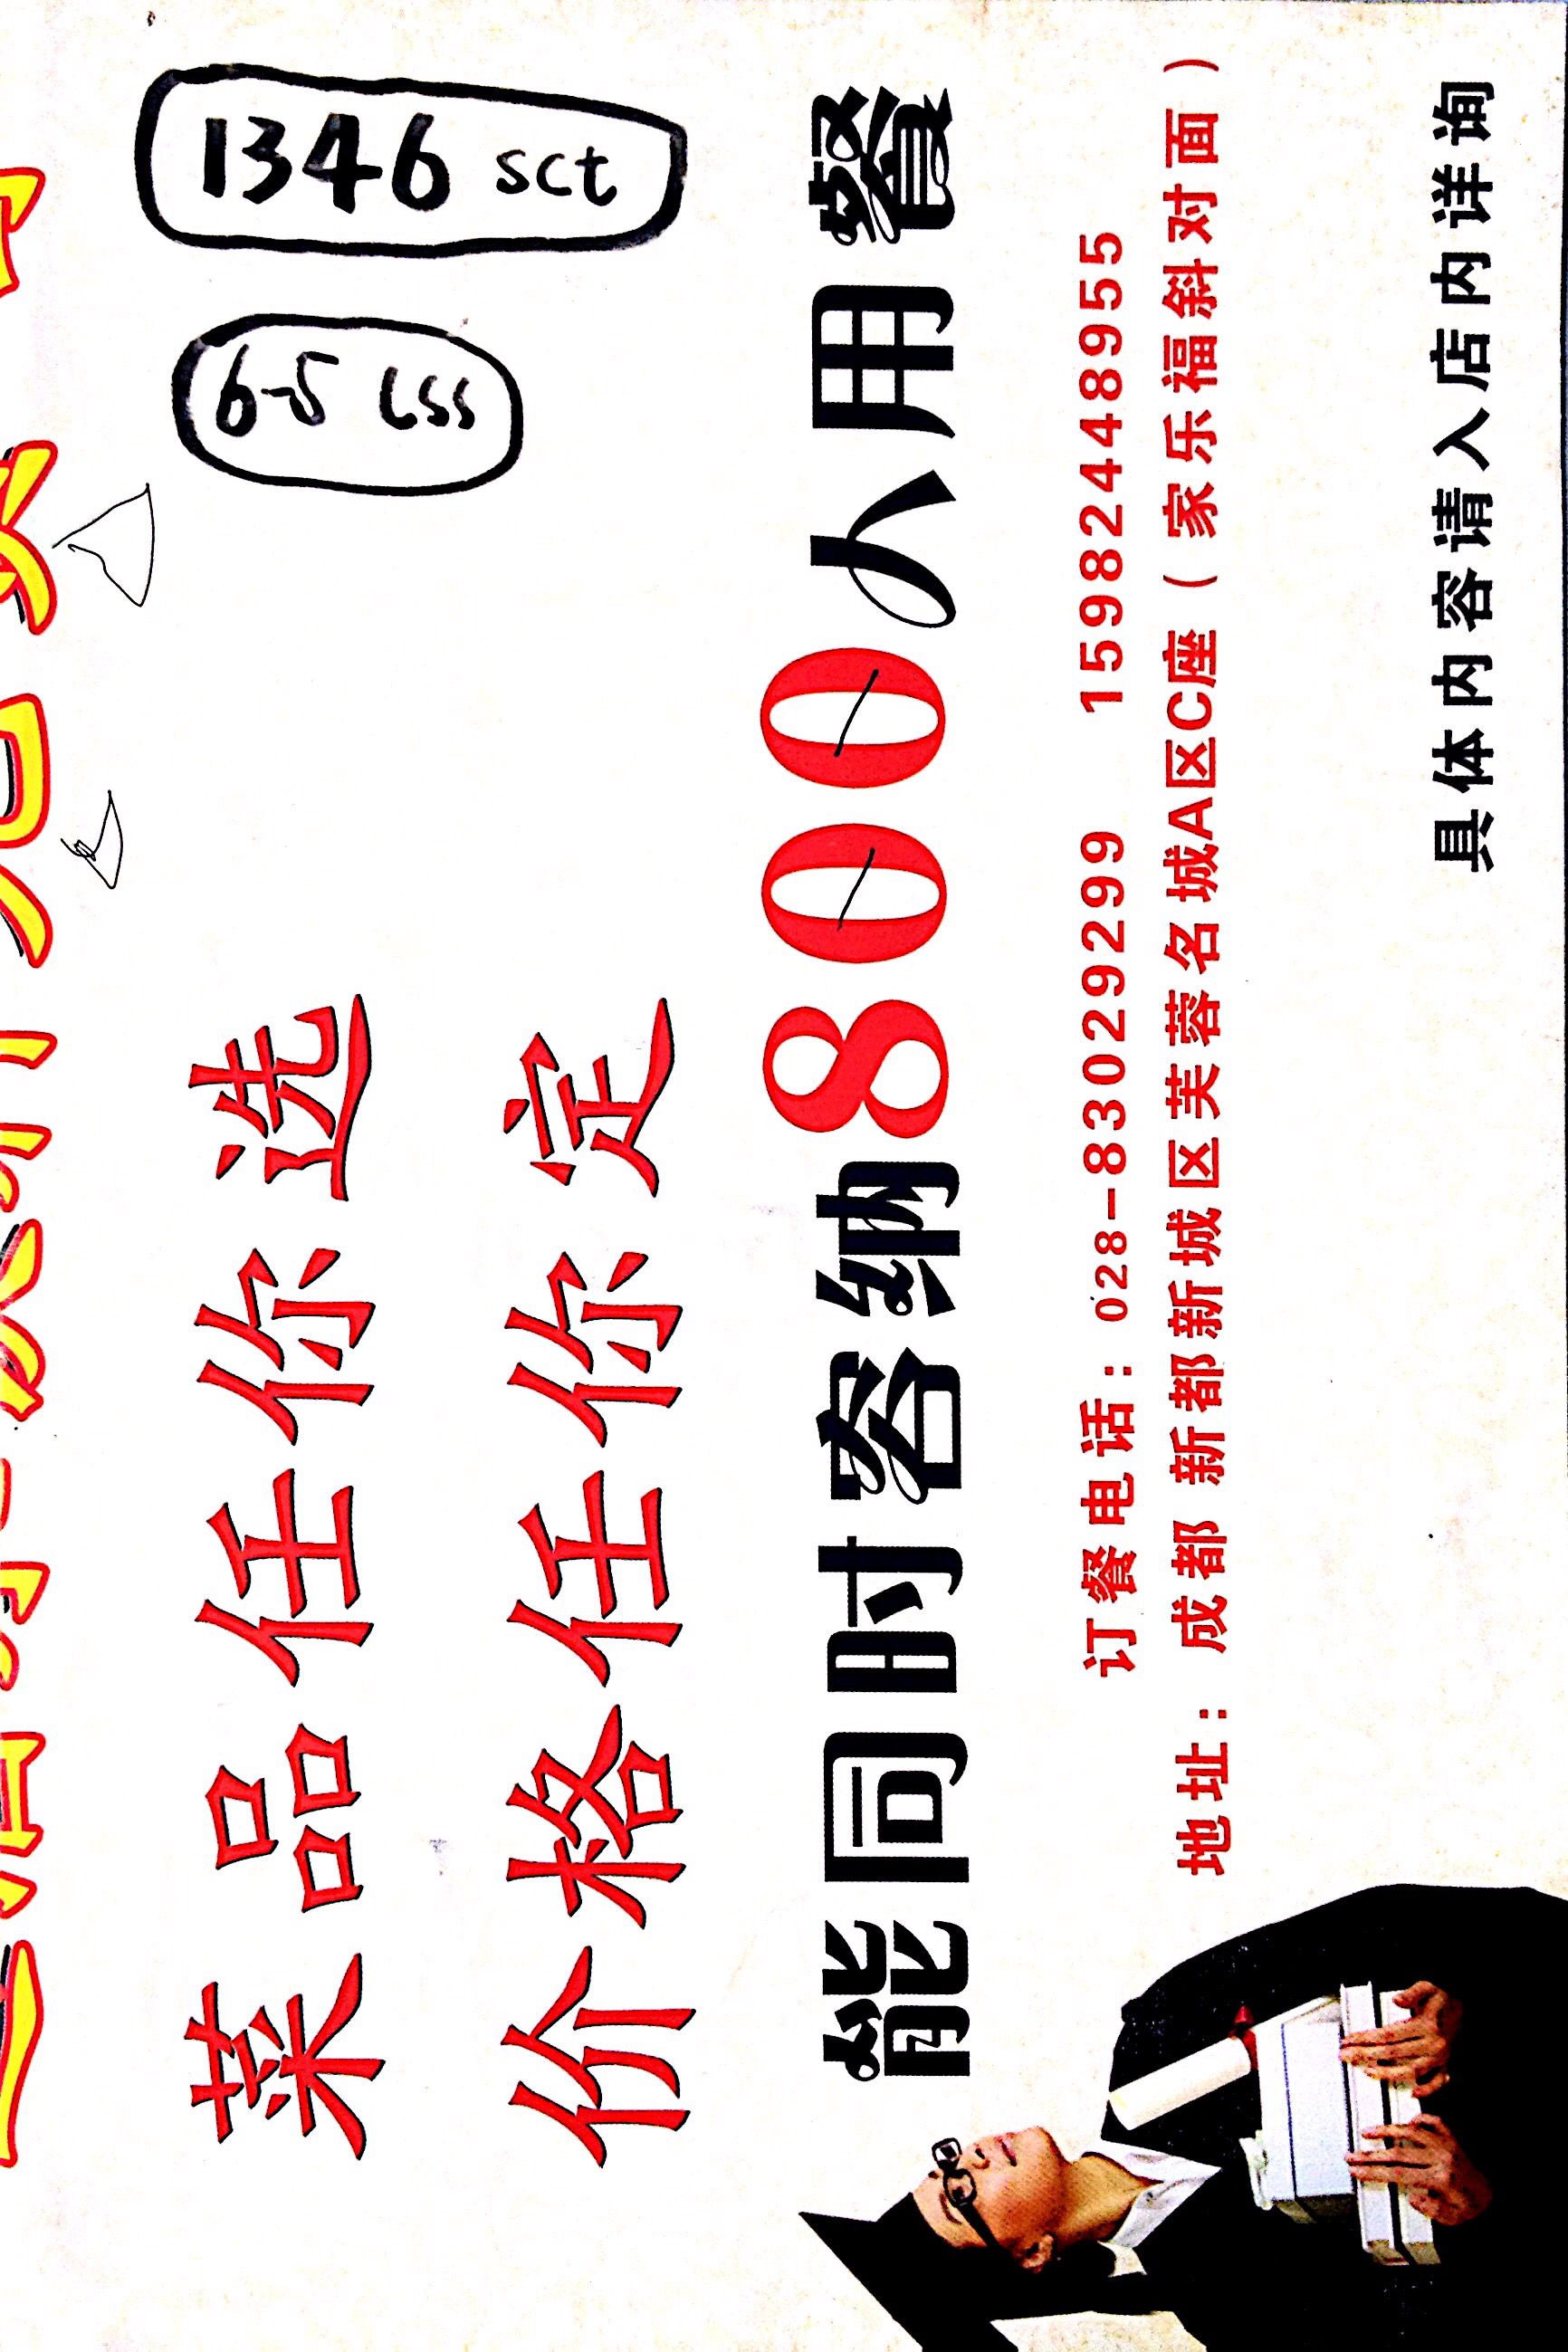 1346 sct
6-5 lss
菜品任你选
价格任你定
能同时容纳800人用餐
订餐电话：028-83029299 15982448955
地址：成都 新都新城区芙蓉名城A区C座（家乐福斜对面）
具体内容请入店内详询